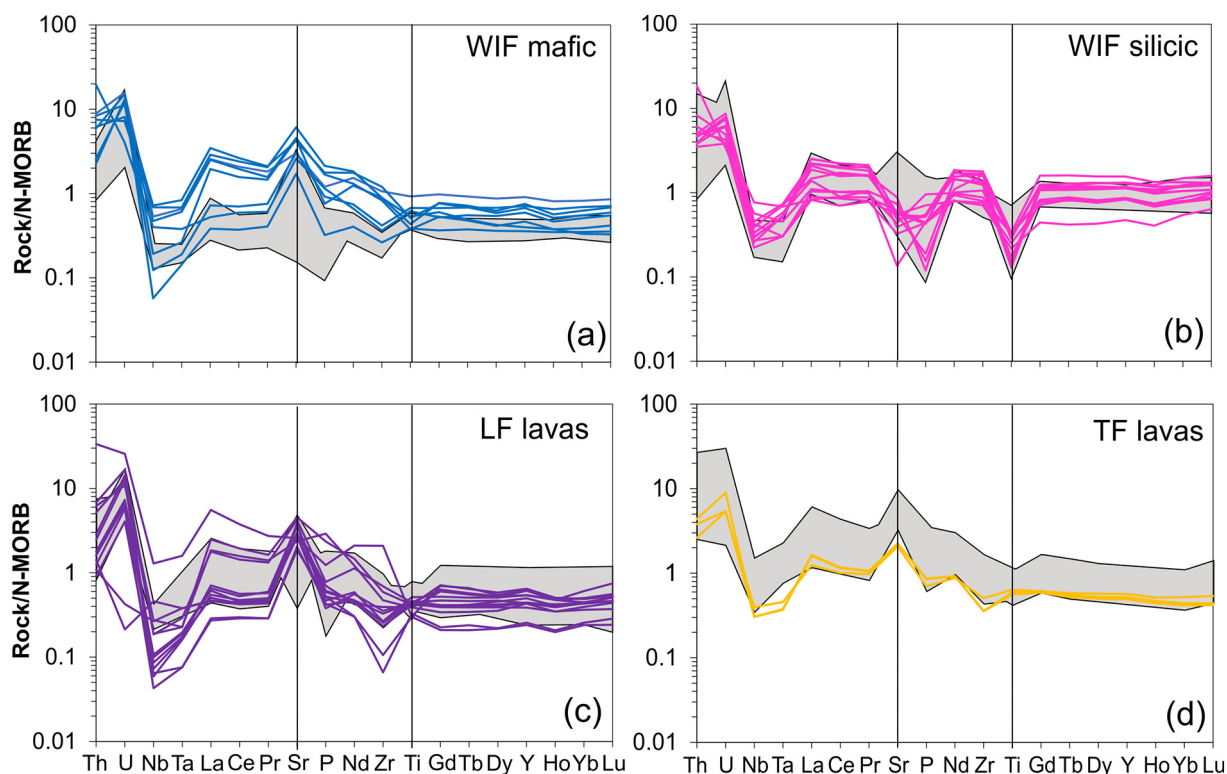 WIF mafic
100
10
1
0.1
0.01
Rock/N-MORB
(a)
WIF silicic
100
10
1
0.1
0.01
(b)
LF lavas
100
10
1
0.1
0.01
Rock/N-MORB
(c)
Th U Nb Ta La Ce Pr Sr P Nd Zr Ti Gd Tb Dy Y Ho Yb Lu
TF lavas
100
10
1
0.1
0.01
(d)
Th U Nb Ta La Ce Pr Sr P Nd Zr Ti Gd Tb Dy Y Ho Yb Lu